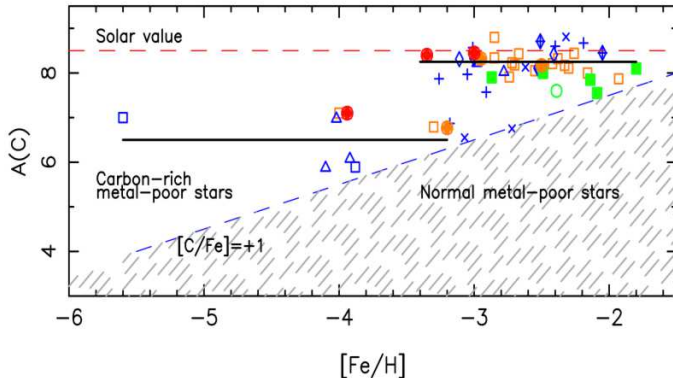 Solar value
8
A(C)
6
Carbon-rich
metal-poor stars
Normal metal-poor stars
[C/Fe]=+1
4
-6
-5
-4
-3
-2
[Fe/H]